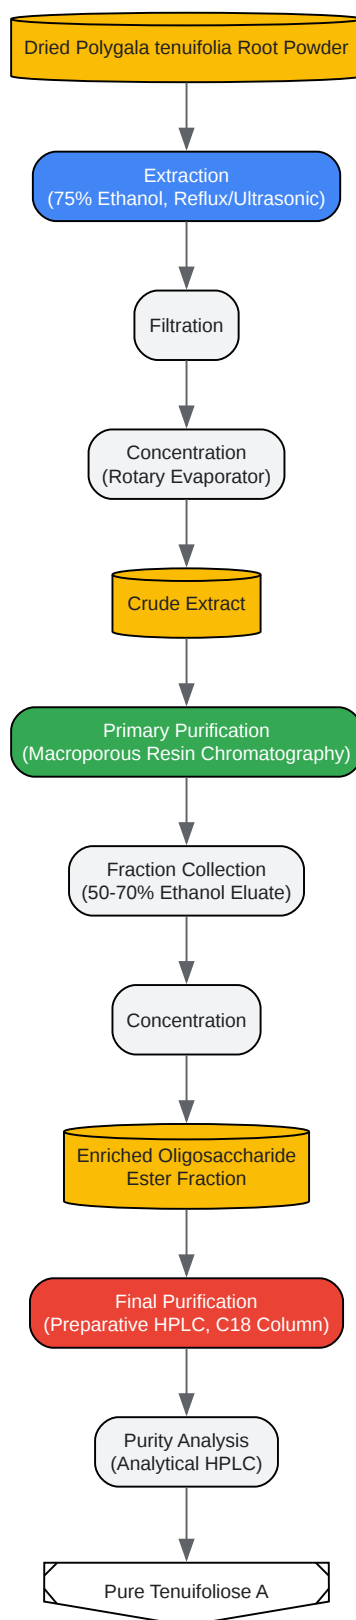 Dried Polygala tenuifolia Root Powder
Extraction
(75% Ethanol, Reflux/Ultrasonic)
Filtration
Concentration
(Rotary Evaporator)
Crude Extract
Primary Purification
(Macroporous Resin Chromatography)
Fraction Collection
(50-70% Ethanol Eluate)
Concentration
Enriched Oligosaccharide
Ester Fraction
Final Purification
(Preparative HPLC, C18 Column)
Purity Analysis
(Analytical HPLC)
Pure Tenuifoliose A